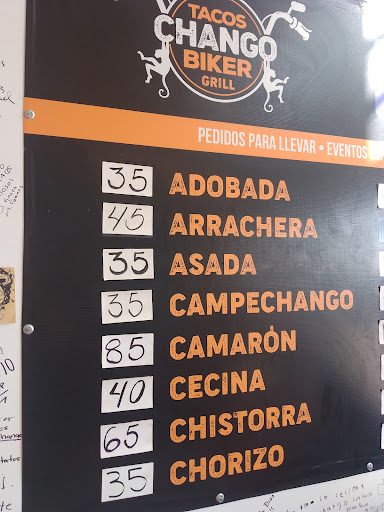 TACOS
CHANGO
BIKER
GRILL
PEDIDOS PARA LLEVAR • EVENTOS
35 ADOBADA
45 ARRACHERA
35 ASADA
35 CAMPECHANGO
85 CAMARÓN
40 CECINA
65 CHISTORRA
35 CHORIZO